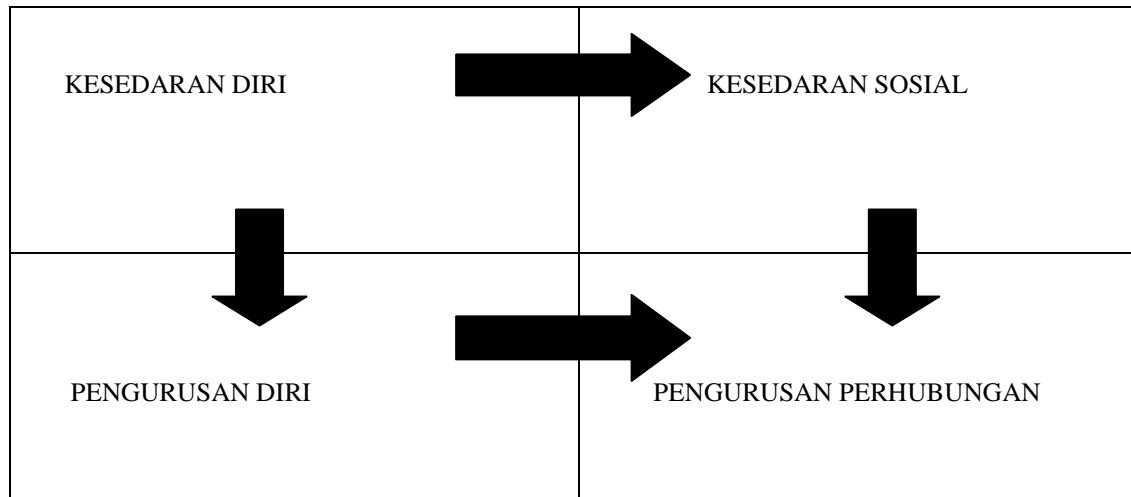 KESEDARAN DIRI
KESEDARAN SOSIAL
PENGURUSAN DIRI
PENGURUSAN PERHUBUNGAN